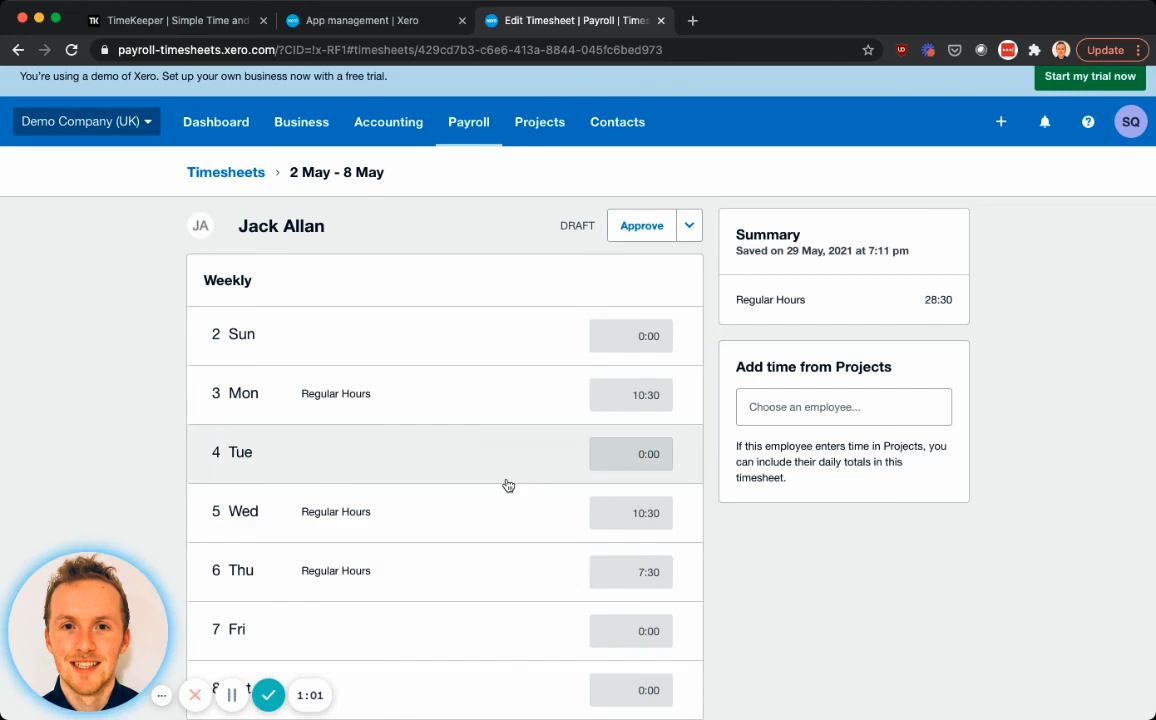 TK TimeKeeper | Simple Time and
App management | Xero
Edit Timesheet | Payroll | Times
payroll-timesheets.xero.com/?CID=!x-RF1#timesheets/429cd7b3-c6e6-413a-8844-045fc6bed973
Update
You're using a demo of Xero. Set up your own business now with a free trial.
Start my trial now
Demo Company (UK)
Dashboard
Business
Accounting
Payroll
Projects
Contacts
SQ
Timesheets > 2 May - 8 May
JA Jack Allan
DRAFT
Approve
Weekly
2 Sun 0:00
3 Mon Regular Hours 10:30
4 Tue 0:00
5 Wed Regular Hours 10:30
6 Thu Regular Hours 7:30
7 Fri 0:00
0:00
Summary
Saved on 29 May, 2021 at 7:11 pm
Regular Hours 28:30
Add time from Projects
Choose an employee...
If this employee enters time in Projects, you
can include their daily totals in this
timesheet.
1:01